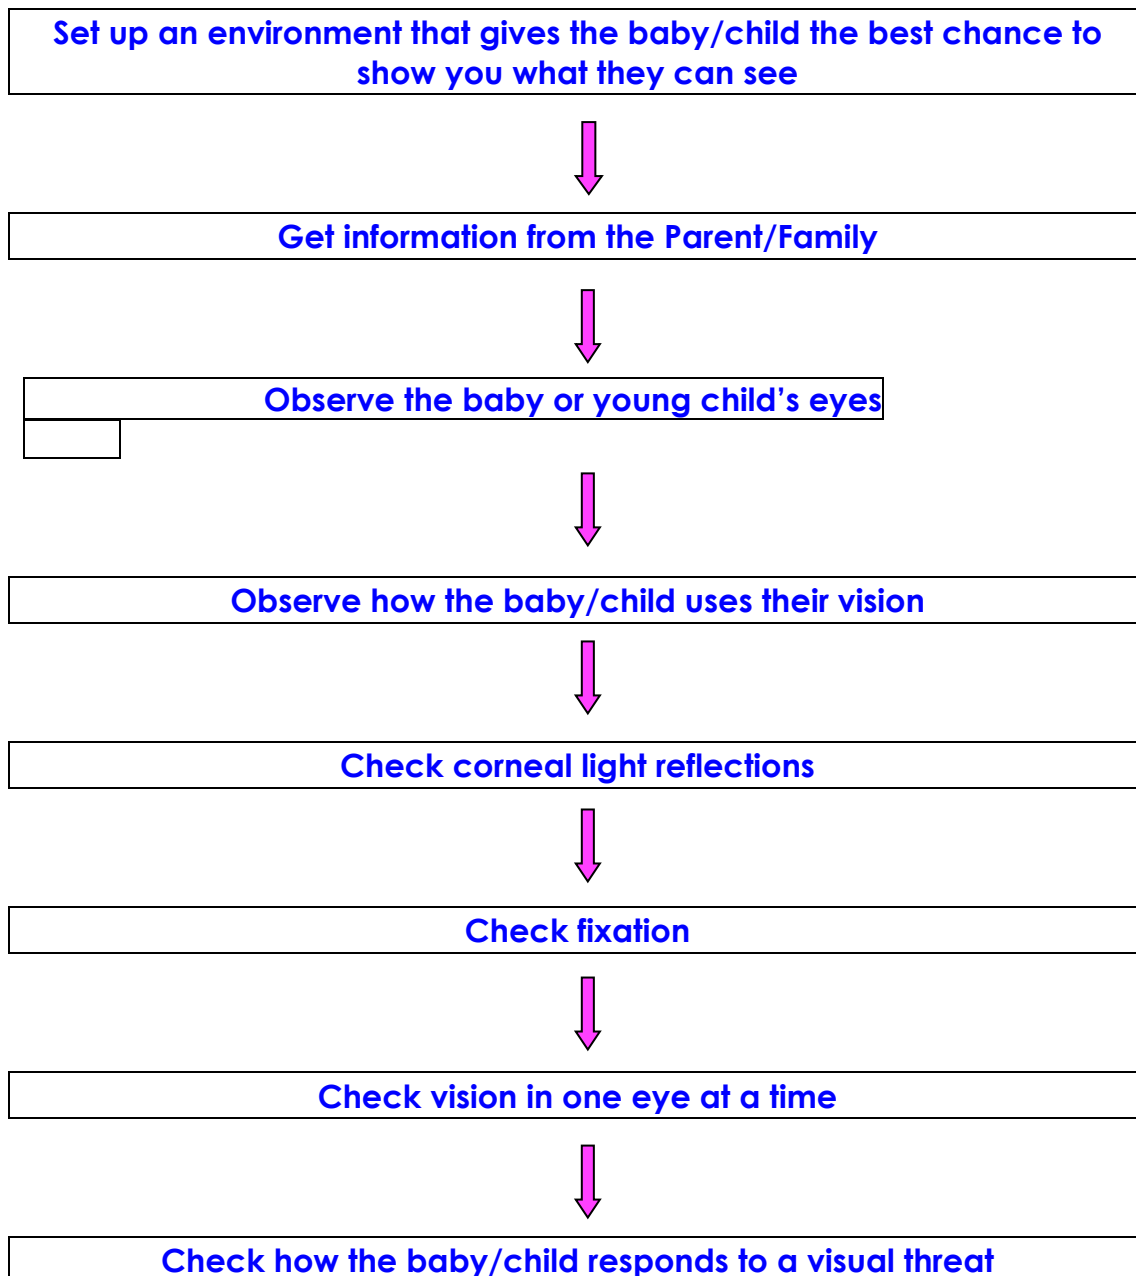 Set up an environment that gives the baby/child the best chance to
show you what they can see
Get information from the Parent/Family
Observe the baby or young child’s eyes
Observe how the baby/child uses their vision
Check corneal light reflections
Check fixation
Check vision in one eye at a time
Check how the baby/child responds to a visual threat